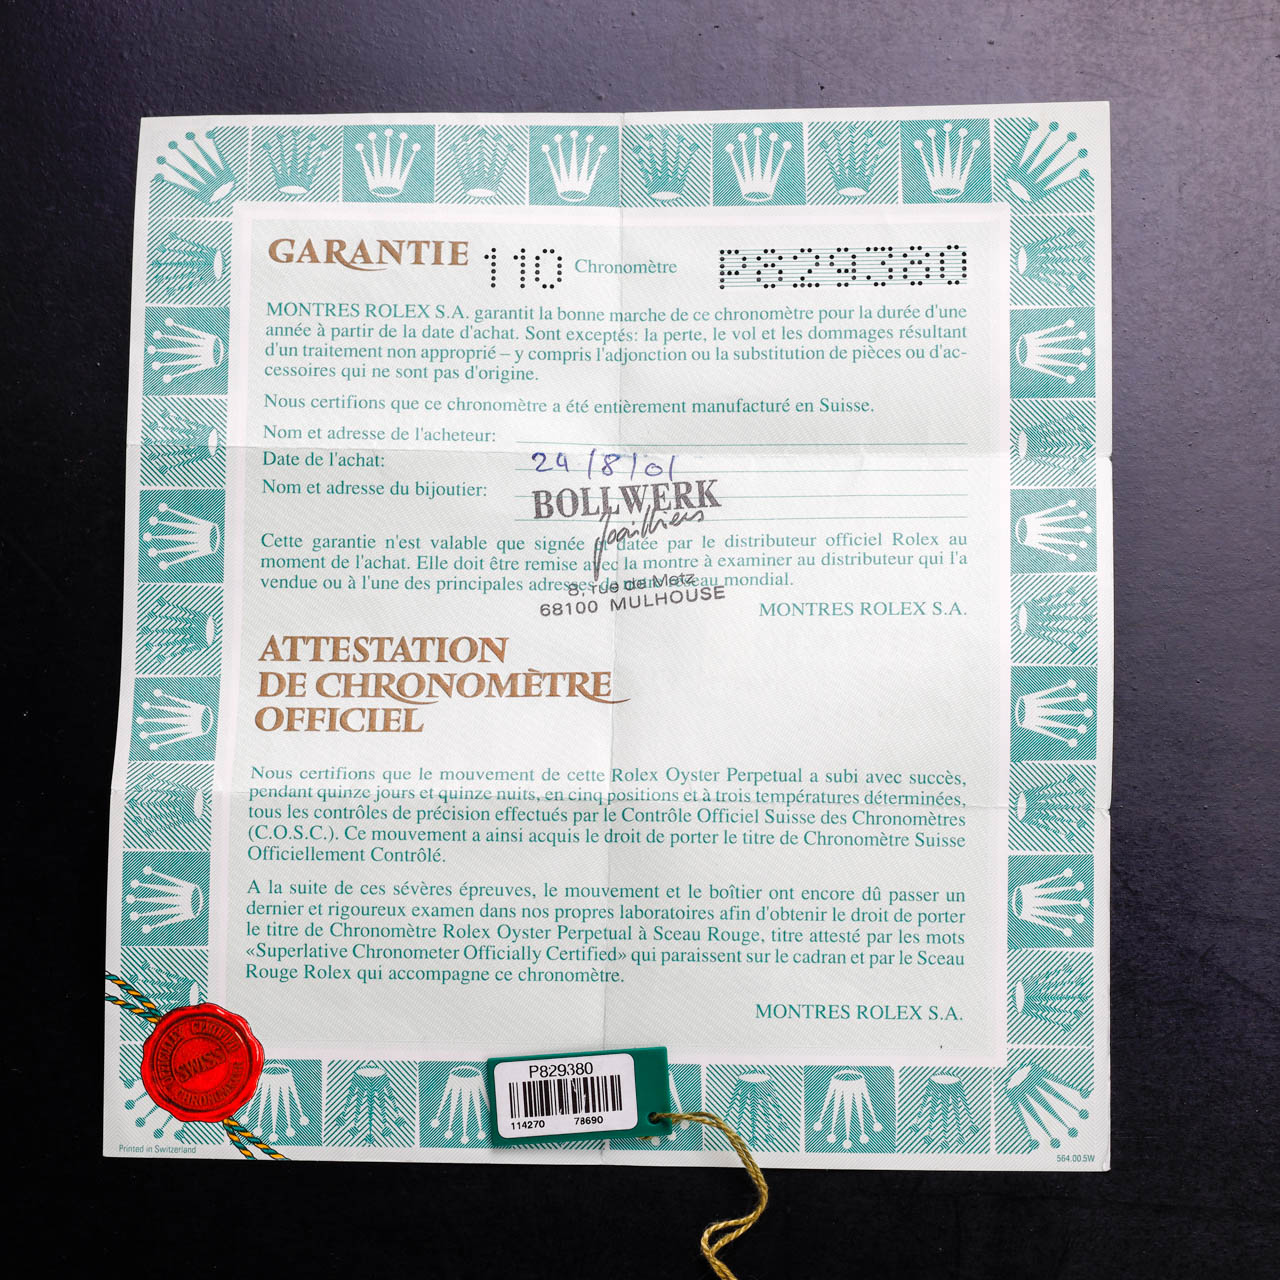 GARANTIE 110 Chronomètre P829380
MONTRES ROLEX S.A. garantit la bonne marche de ce chronomètre pour la durée d'une
année à partir de la date d'achat. Sont exceptés: la perte, le vol et les dommages résultant
d'un traitement non approprié – y compris l'adjonction ou la substitution de pièces ou d'ac-
cessoires qui ne sont pas d'origine.
Nous certifions que ce chronomètre a été entièrement manufacturé en Suisse.
Nom et adresse de l'acheteur:
Date de l'achat: 24/8/01
Nom et adresse du bijoutier: BOLLWERK
Joailliers
Cette garantie n'est valable que signée et datée par le distributeur officiel Rolex au
moment de l'achat. Elle doit être remise avec la montre à examiner au distributeur qui l'a
vendue ou à l'une des principales adresses de notre réseau mondial.
8, rue de Metz
68100 MULHOUSE
MONTRES ROLEX S.A.
ATTESTATION
DE CHRONOMÈTRE
OFFICIEL
Nous certifions que le mouvement de cette Rolex Oyster Perpetual a subi avec succès,
pendant quinze jours et quinze nuits, en cinq positions et à trois températures déterminées,
tous les contrôles de précision effectués par le Contrôle Officiel Suisse des Chronomètres
(C.O.S.C.). Ce mouvement a ainsi acquis le droit de porter le titre de Chronomètre Suisse
Officiellement Contrôlé.
A la suite de ces sévères épreuves, le mouvement et le boîtier ont encore dû passer un
dernier et rigoureux examen dans nos propres laboratoires afin d'obtenir le droit de porter
le titre de Chronomètre Rolex Oyster Perpetual à Sceau Rouge, titre attesté par les mots
«Superlative Chronometer Officially Certified» qui paraissent sur le cadran et par le Sceau
Rouge Rolex qui accompagne ce chronomètre.
MONTRES ROLEX S.A.
OFFICIALLY CERTIFIED
SWISS
CHRONOMETER
P829380
114270 78690
Printed in Switzerland
564.00.5W